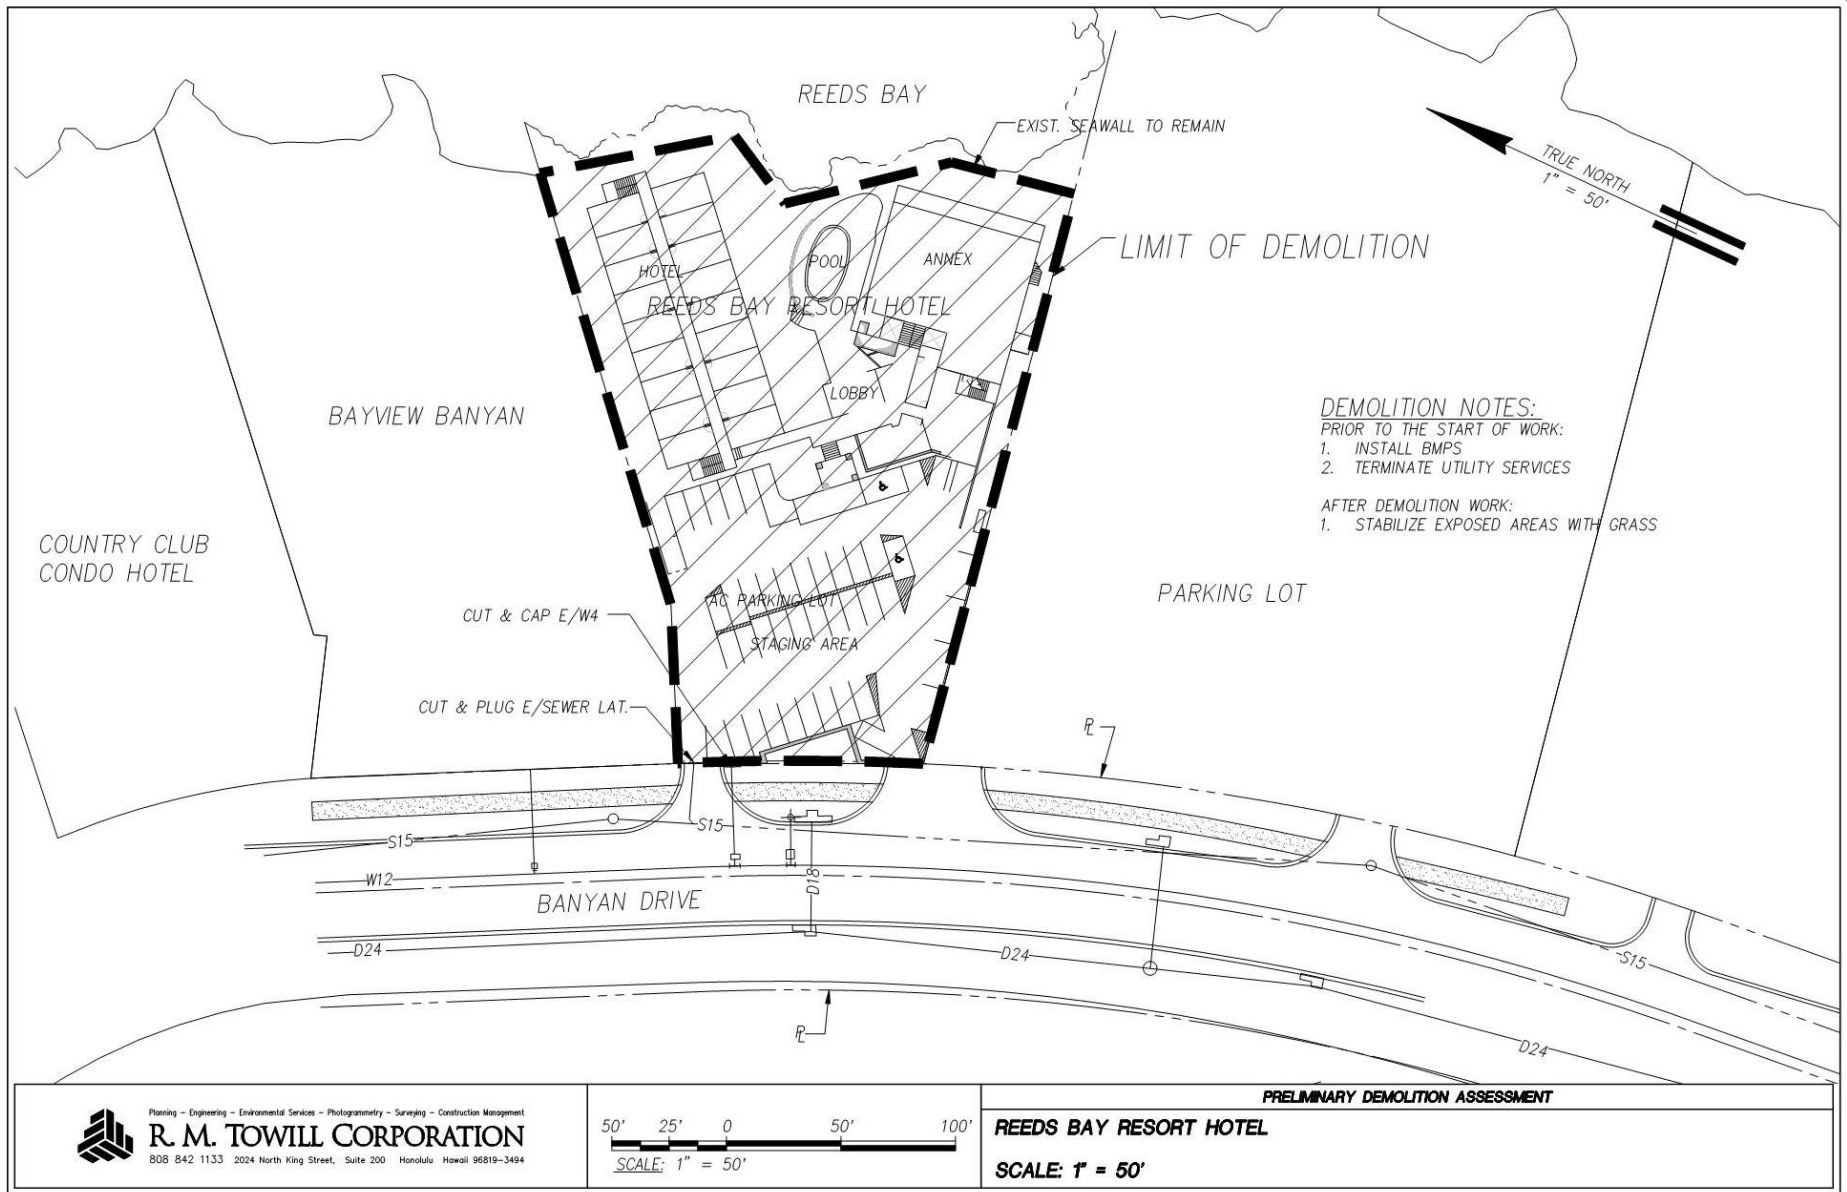 REEDS BAY
EXIST. SEAWALL TO REMAIN
TRUE NORTH
1" = 50'
LIMIT OF DEMOLITION
HOTEL
POOL
ANNEX
REEDS BAY RESORT HOTEL
LOBBY
BAYVIEW BANYAN
DEMOLITION NOTES:
PRIOR TO THE START OF WORK:
1. INSTALL BMPS
2. TERMINATE UTILITY SERVICES
AFTER DEMOLITION WORK:
1. STABILIZE EXPOSED AREAS WITH GRASS
COUNTRY CLUB
CONDO HOTEL
PARKING LOT
AC PARKING LOT
CUT & CAP E/W4
STAGING AREA
CUT & PLUG E/SEWER LAT.
PL
S15
S15
W12
D18
BANYAN DRIVE
D24
D24
S15
PL
D24
Planning - Engineering - Environmental Services - Photogrammetry - Surveying - Construction Management
R. M. TOWILL CORPORATION
808 842 1133 2024 North King Street, Suite 200 Honolulu Hawaii 96819-3494
50' 25' 0 50' 100'
SCALE: 1" = 50'
PRELIMINARY DEMOLITION ASSESSMENT
REEDS BAY RESORT HOTEL
SCALE: 1" = 50'